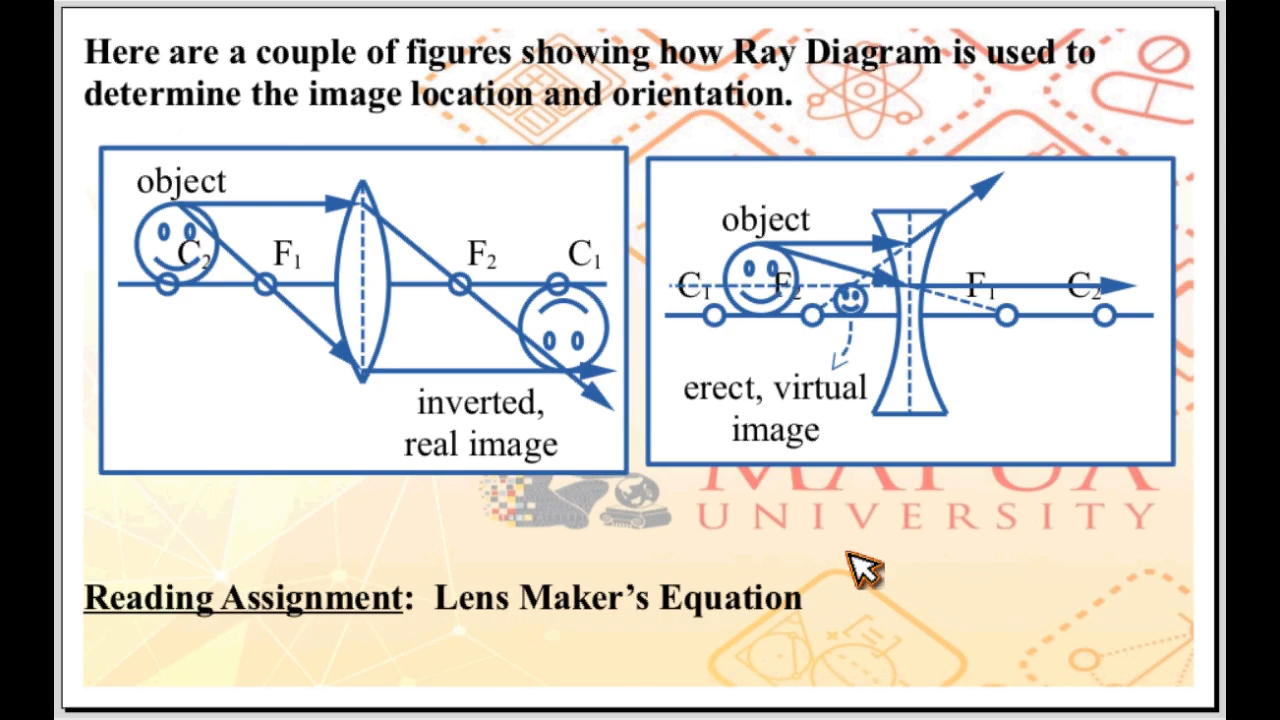 Here are a couple of figures showing how Ray Diagram is used to
determine the image location and orientation.
object
C₂
F₁
F₂
C₁
inverted,
real image
object
C₁
F₂
F₁
C₂
erect, virtual
image
MAPUA
UNIVERSITY
Reading Assignment: Lens Maker’s Equation